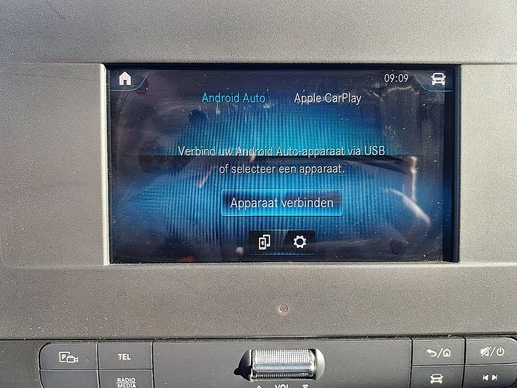 09:09
Android Auto Apple CarPlay
Verbind uw Android Auto-apparaat via USB
of selecteer een apparaat.
Apparaat verbinden
P TEL
RADIO
MEDIA
VOL